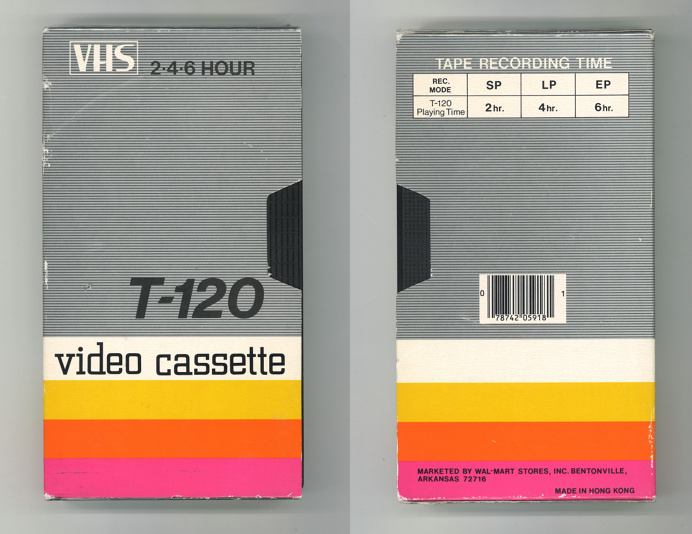 VHS 2·4·6 HOUR
T-120
video cassette
TAPE RECORDING TIME
REC. MODE SP LP EP
T-120 Playing Time 2hr. 4hr. 6hr.
0 78742 05918 1
MARKETED BY WAL-MART STORES, INC. BENTONVILLE,
ARKANSAS 72716
MADE IN HONG KONG